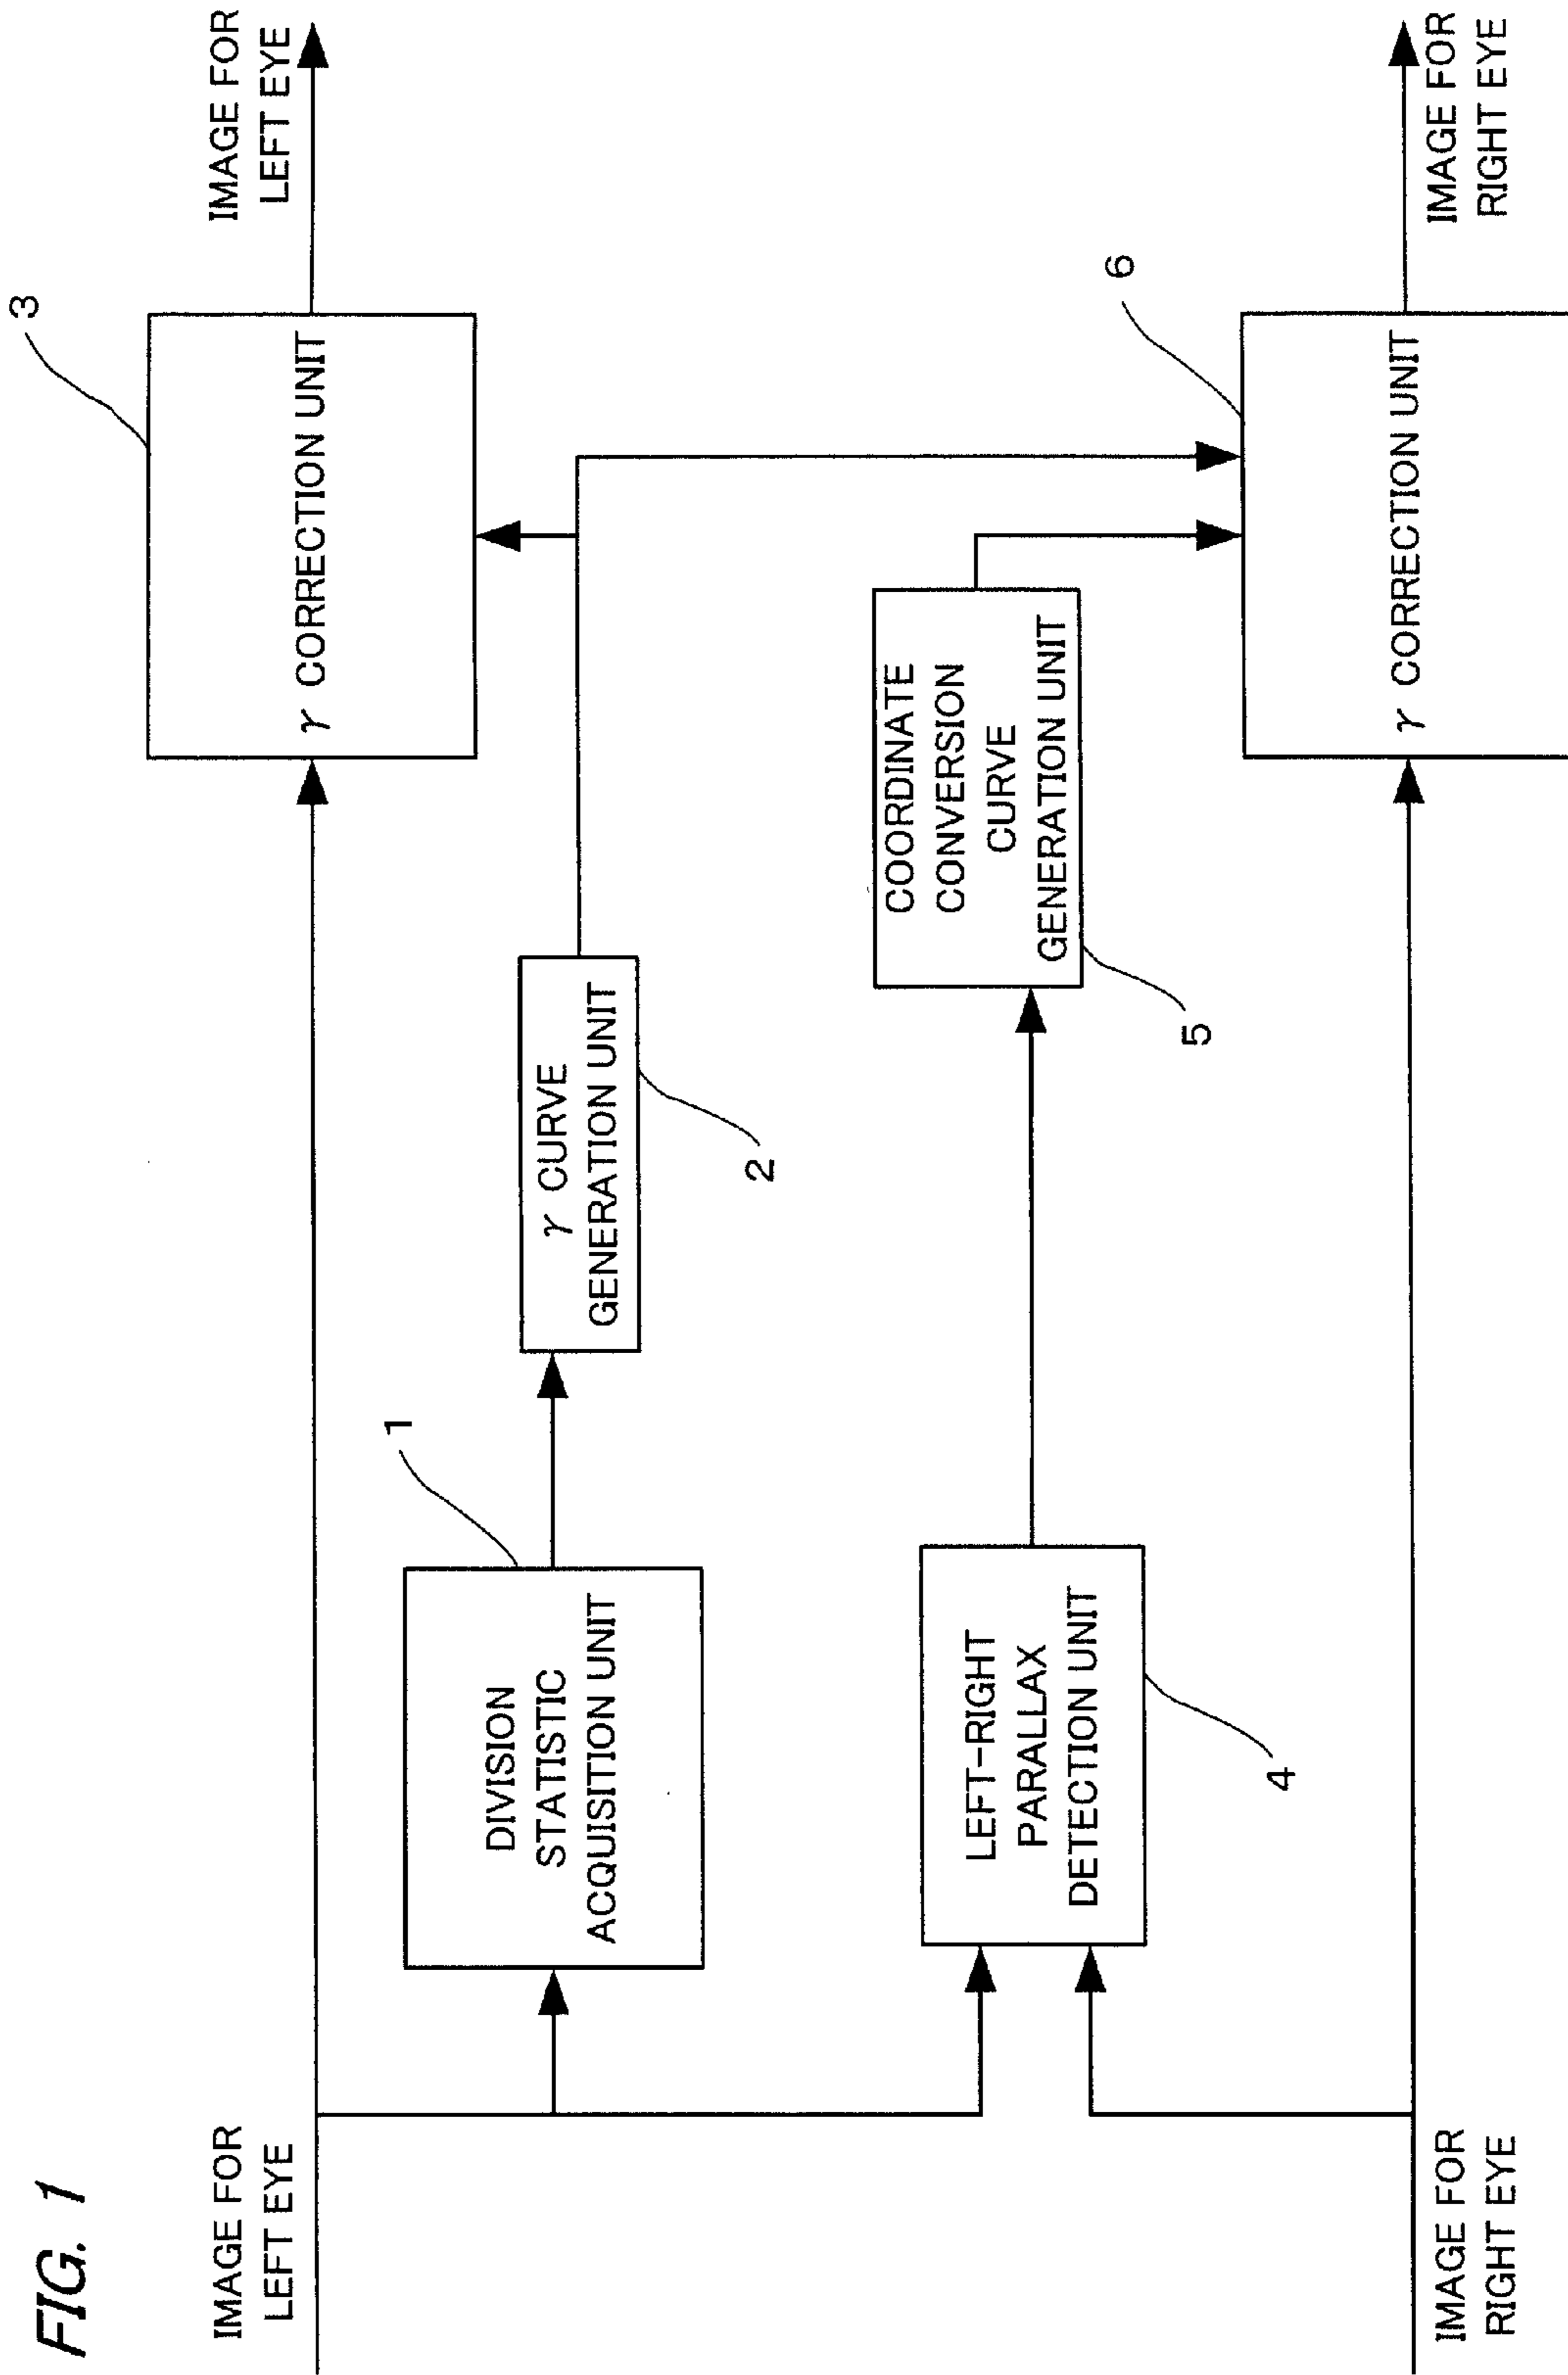 FIG. 1
IMAGE FOR
LEFT EYE
3
γ CORRECTION UNIT
IMAGE FOR
LEFT EYE
1
DIVISION
STATISTIC
ACQUISITION UNIT
γ CURVE
GENERATION UNIT
2
LEFT-RIGHT
PARALLAX
DETECTION UNIT
4
COORDINATE
CONVERSION
CURVE
GENERATION UNIT
5
6
γ CORRECTION UNIT
IMAGE FOR
RIGHT EYE
IMAGE FOR
RIGHT EYE